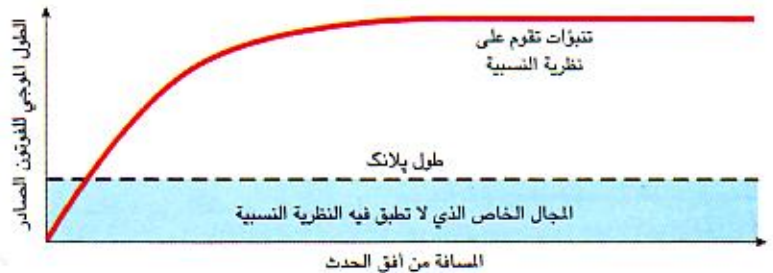 الطول الموجي للفوتون الصادر
تنبؤات تقوم على
نظرية النسبية
طول پلانك
المجال الخاص الذي لا تطبق فيه النظرية النسبية
المسافة من أفق الحدث